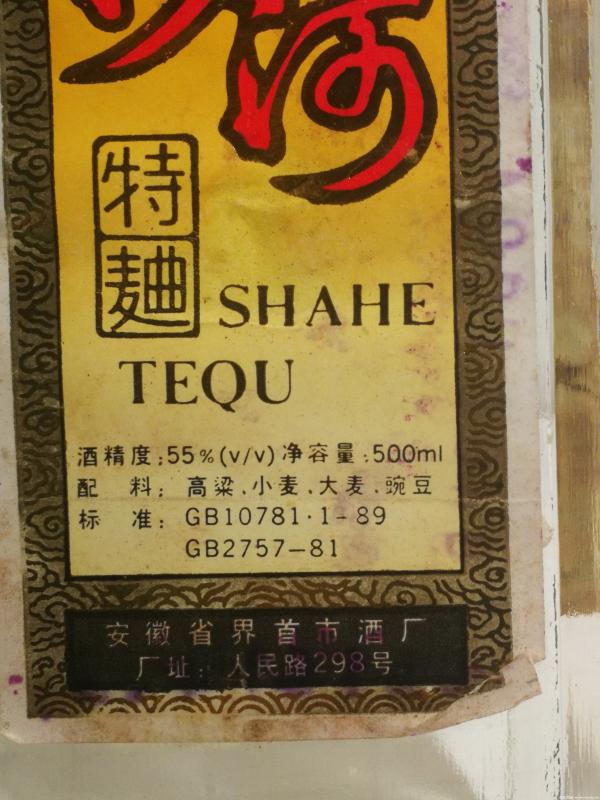 沙河
特
麯
SHAHE
TEQU
酒精度:55%(v/v) 净容量:500ml
配 料: 高粱.小麦.大麦.豌豆
标 准: GB10781·1-89
GB2757-81
安徽省界首市酒厂
厂址: 人民路298号